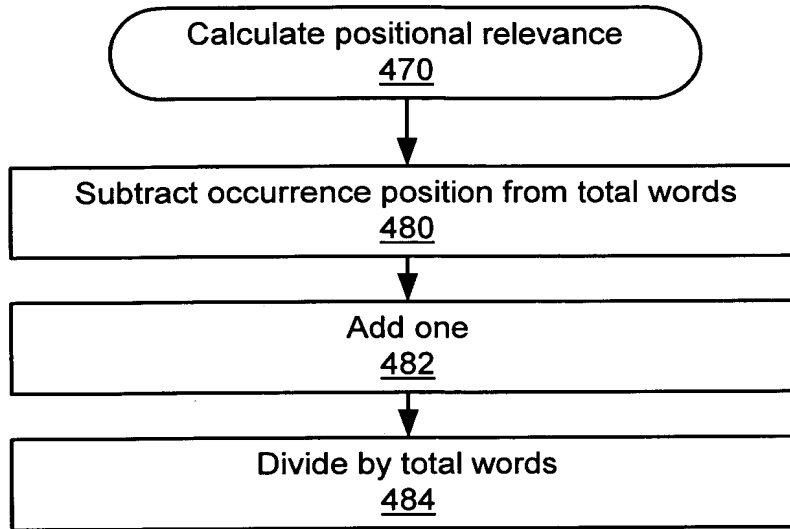 Calculate positional relevance
470
Subtract occurrence position from total words
480
Add one
482
Divide by total words
484